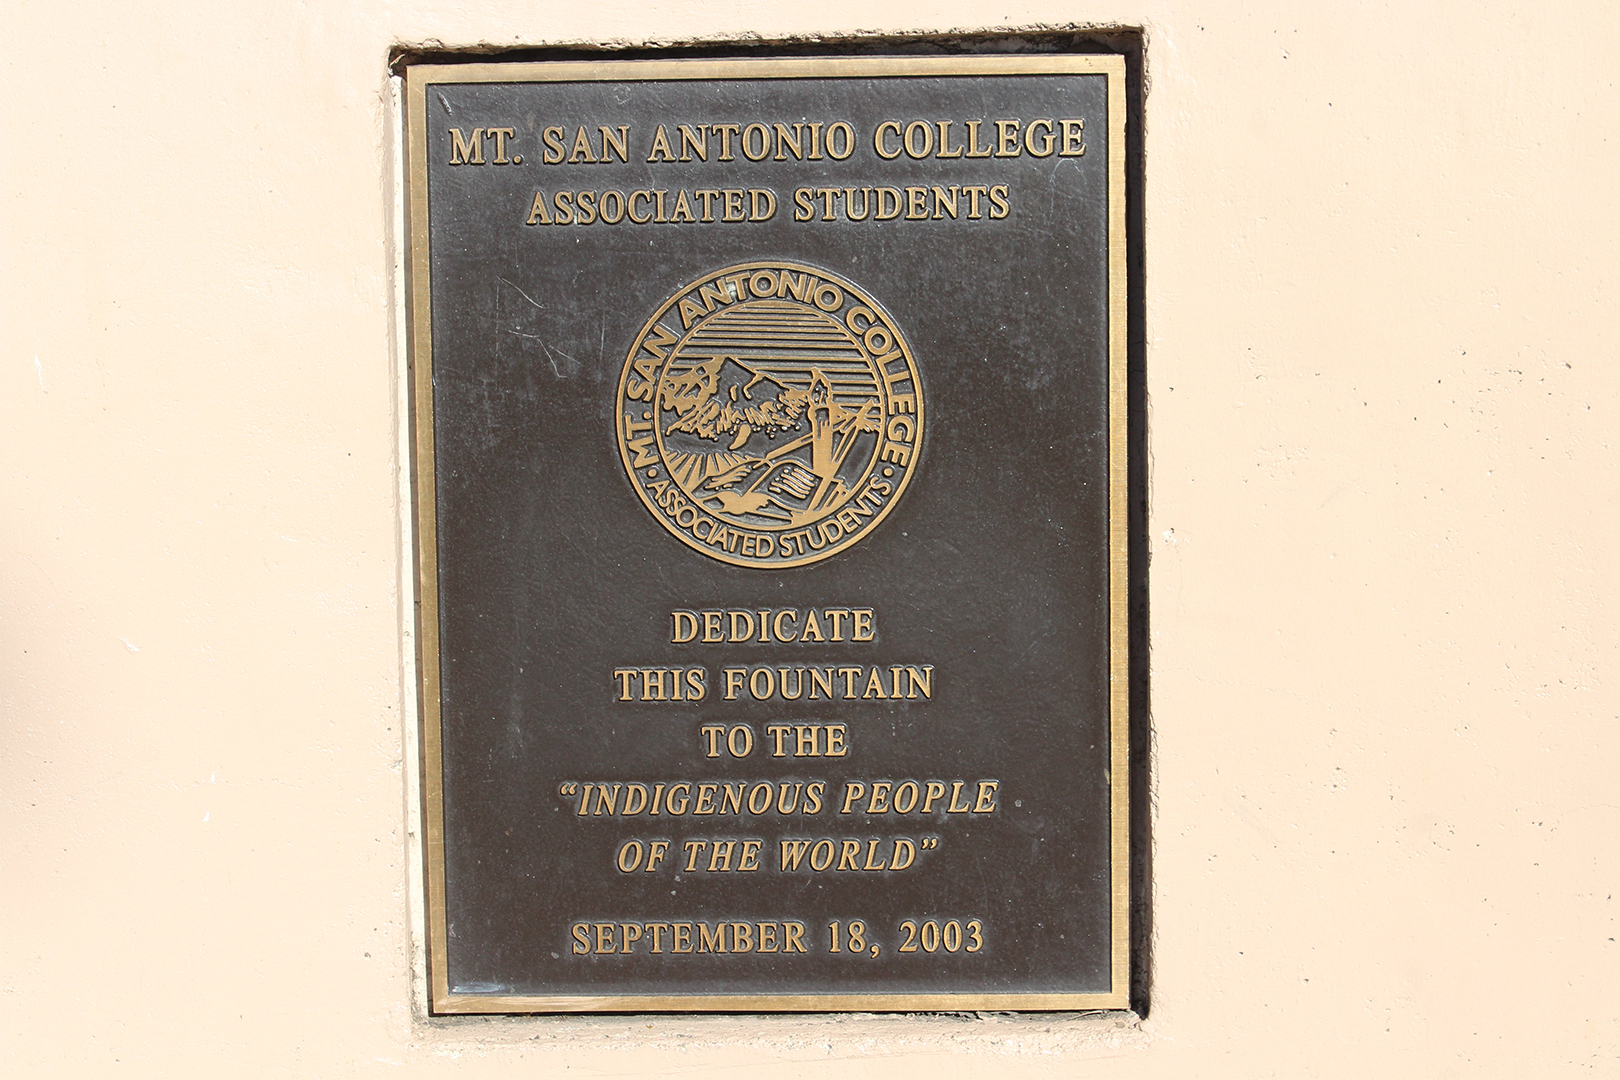 MT. SAN ANTONIO COLLEGE
ASSOCIATED STUDENTS
MT. SAN ANTONIO COLLEGE
• ASSOCIATED STUDENTS •
DEDICATE
THIS FOUNTAIN
TO THE
“INDIGENOUS PEOPLE
OF THE WORLD”
SEPTEMBER 18, 2003